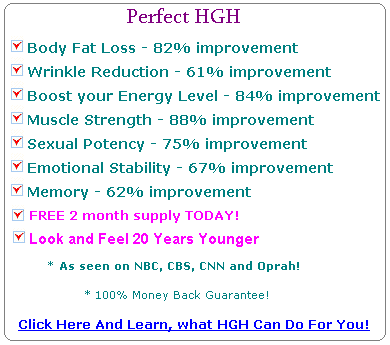 Perfect HGH
Body Fat Loss - 82% improvement
Wrinkle Reduction - 61% improvement
Boost your Energy Level - 84% improvement
Muscle Strength - 88% improvement
Sexual Potency - 75% improvement
Emotional Stability - 67% improvement
Memory - 62% improvement
FREE 2 month supply TODAY!
Look and Feel 20 Years Younger
* As seen on NBC, CBS, CNN and Oprah!
* 100% Money Back Guarantee!
Click Here And Learn, what HGH Can Do For You!